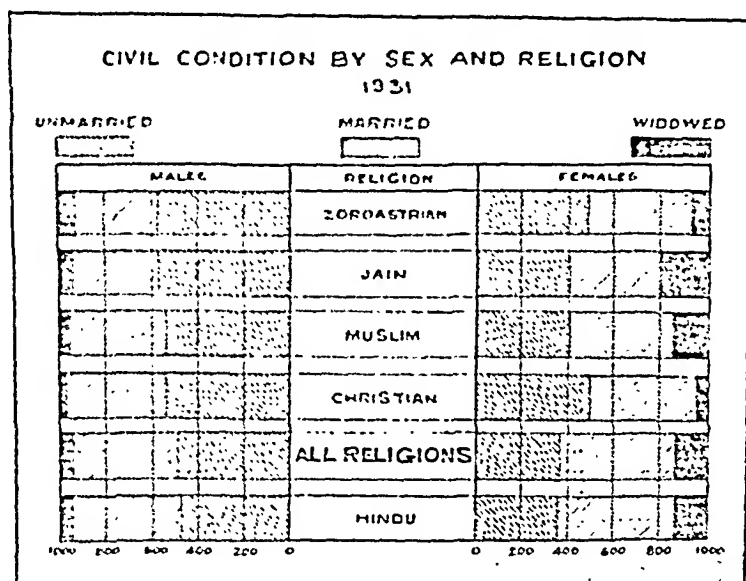 CIVIL CONDITION BY SEX AND RELIGION
1931
UNMARRIED MARRIED WIDOWED
MALES RELIGION FEMALES
ZOROASTRIAN
JAIN
MUSLIM
CHRISTIAN
ALL RELIGIONS
HINDU
1000 800 600 400 200 0 0 200 400 600 800 1000